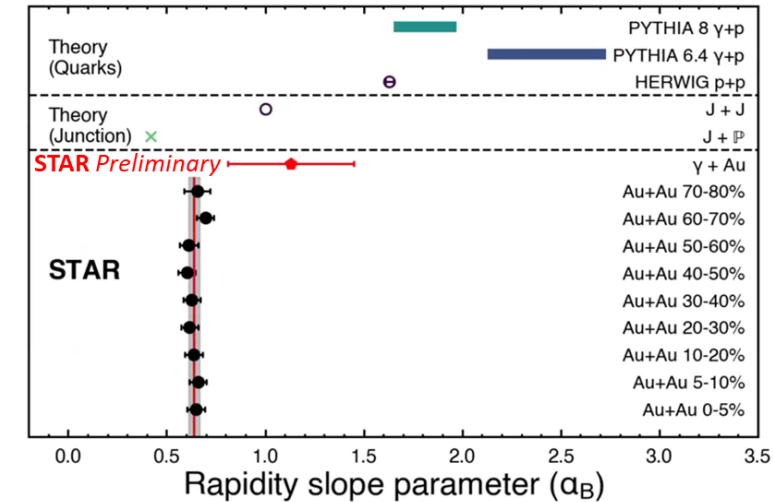 PYTHIA 8 γ+p
Theory
(Quarks)
PYTHIA 6.4 γ+p
HERWIG p+p
Theory
(Junction)
J + J
J + ℙ
STAR Preliminary
γ + Au
Au+Au 70-80%
Au+Au 60-70%
Au+Au 50-60%
STAR
Au+Au 40-50%
Au+Au 30-40%
Au+Au 20-30%
Au+Au 10-20%
Au+Au 5-10%
Au+Au 0-5%
0.0 0.5 1.0 1.5 2.0 2.5 3.0 3.5
Rapidity slope parameter (α_B)